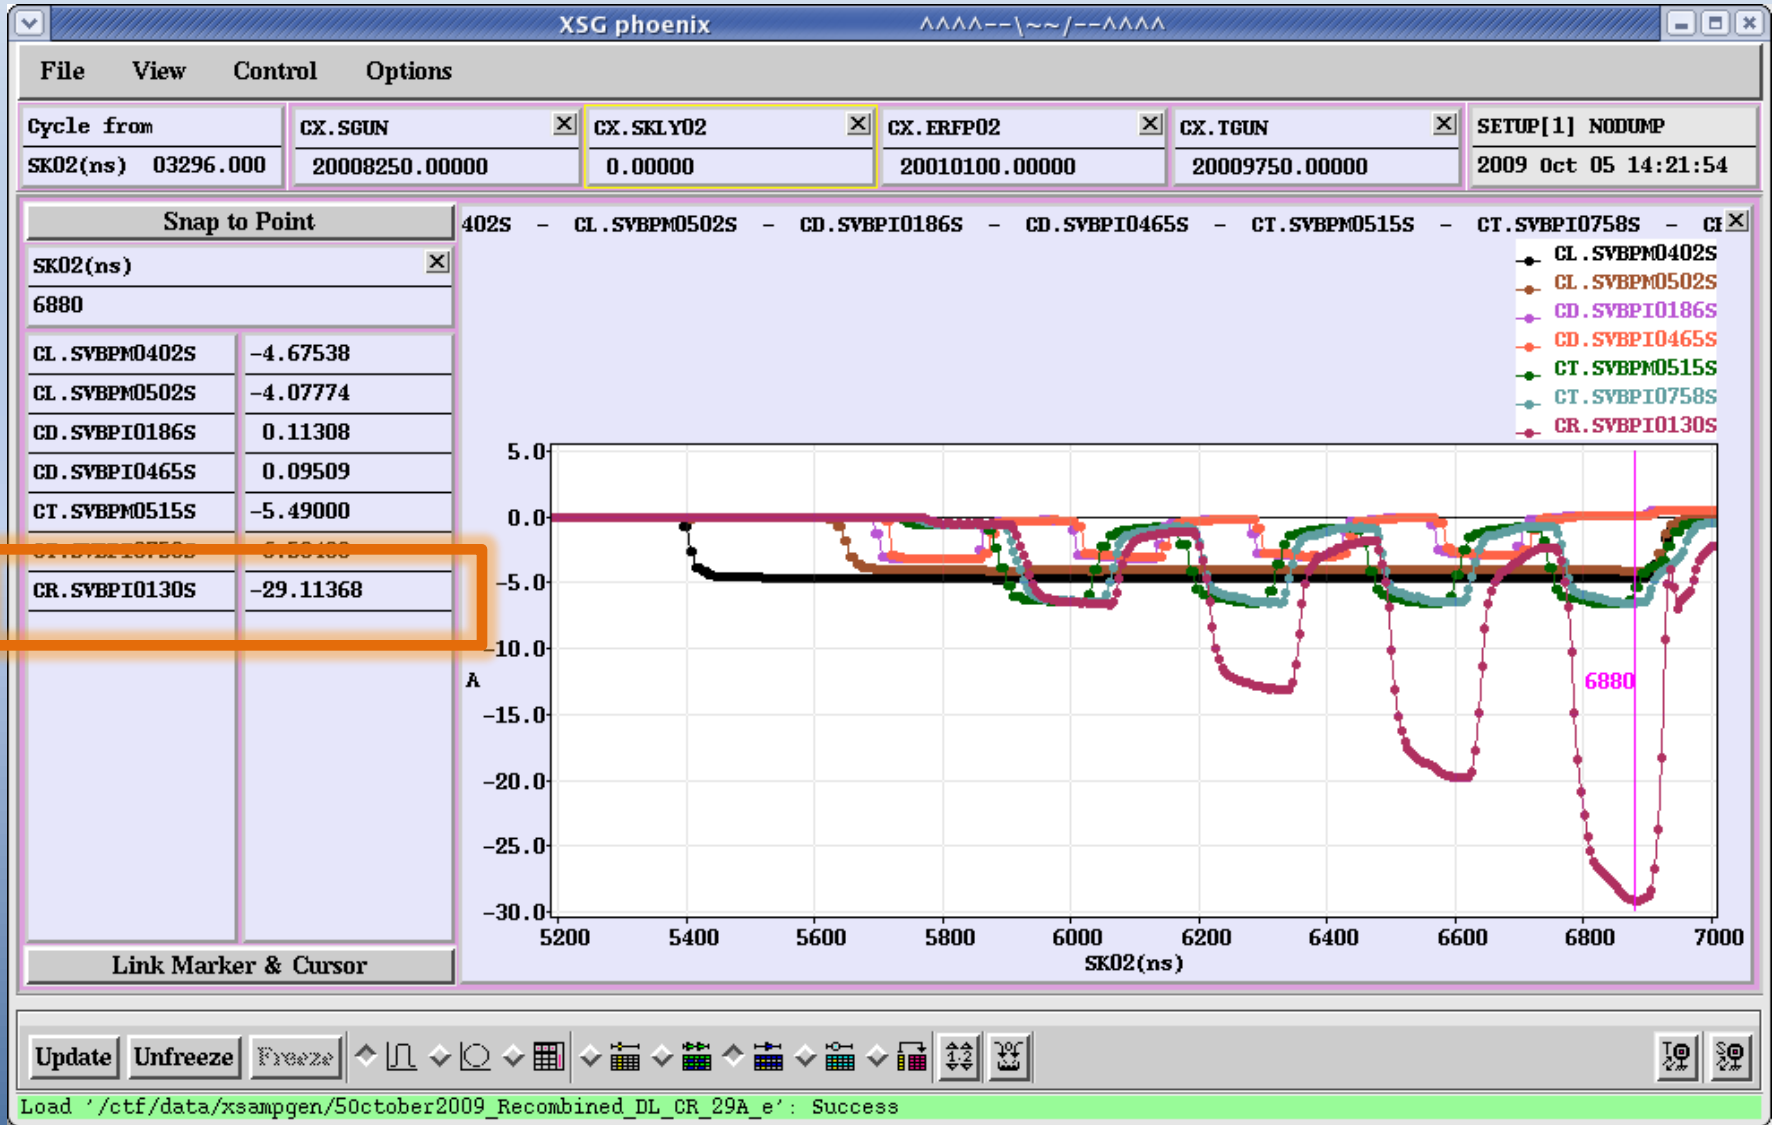 XSG phoenix ^^^^--\~~/--^^^^
File View Control Options
Cycle from
SK02(ns) 03296.000
CX.SGUN
20008250.00000
CX.SKLY02
0.00000
CX.ERFP02
20010100.00000
CX.TGUN
20009750.00000
SETUP[1] NODUMP
2009 Oct 05 14:21:54
Snap to Point
SK02(ns)
6880
CL.SVBPM0402S -4.67538
CL.SVBPM0502S -4.07774
CD.SVBPI0186S 0.11308
CD.SVBPI0465S 0.09509
CT.SVBPM0515S -5.49000
CR.SVBPI0130S -29.11368
Link Marker & Cursor
402S - CL.SVBPM0502S - CD.SVBPI0186S - CD.SVBPI0465S - CT.SVBPM0515S - CT.SVBPI0758S -
CL.SVBPM0402S
CL.SVBPM0502S
CD.SVBPI0186S
CD.SVBPI0465S
CT.SVBPM0515S
CT.SVBPI0758S
CR.SVBPI0130S
5.0
0.0
-5.0
-10.0
A
-15.0
-20.0
-25.0
-30.0
6880
5200 5400 5600 5800 6000 6200 6400 6600 6800 7000
SK02(ns)
Update Unfreeze Freeze
Load '/ctf/data/xsampgen/5October2009_Recombined_DL_CR_29A_e': Success